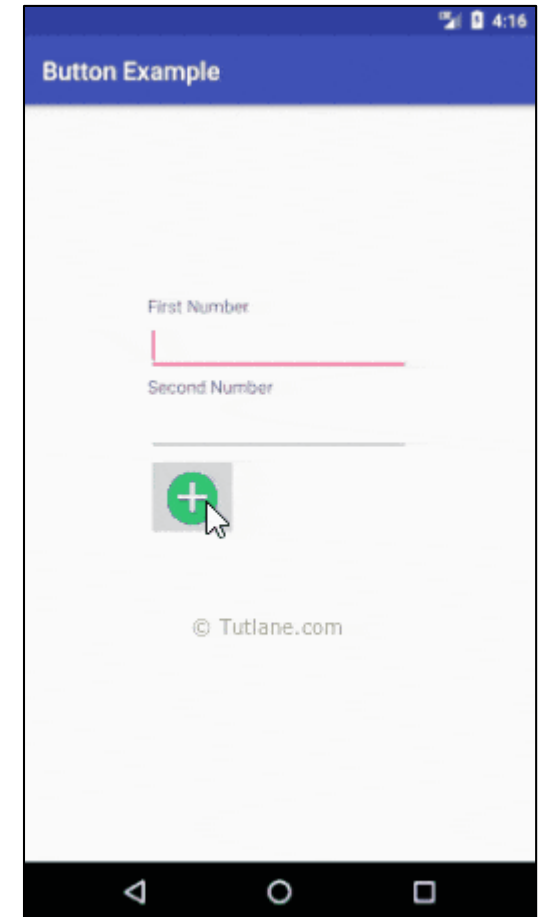 4:16
Button Example
First Number
Second Number
© Tutlane.com